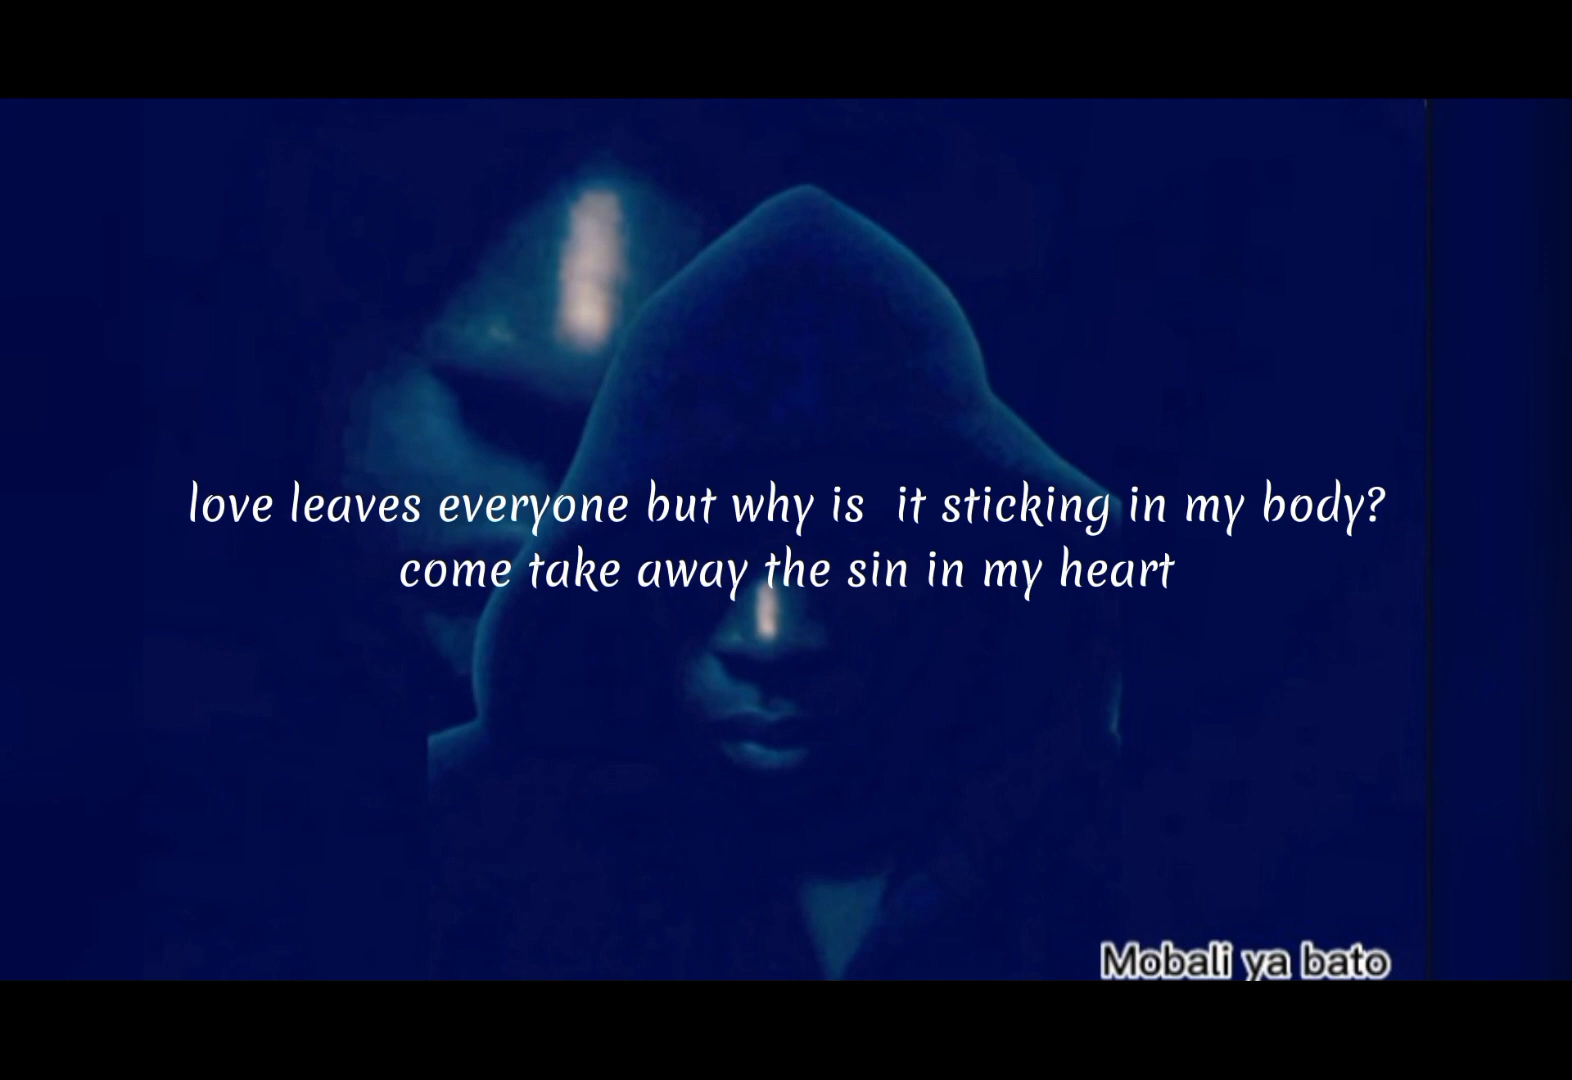 love leaves everyone but why is  it sticking in my body?
come take away the sin in my heart
Mobali ya bato